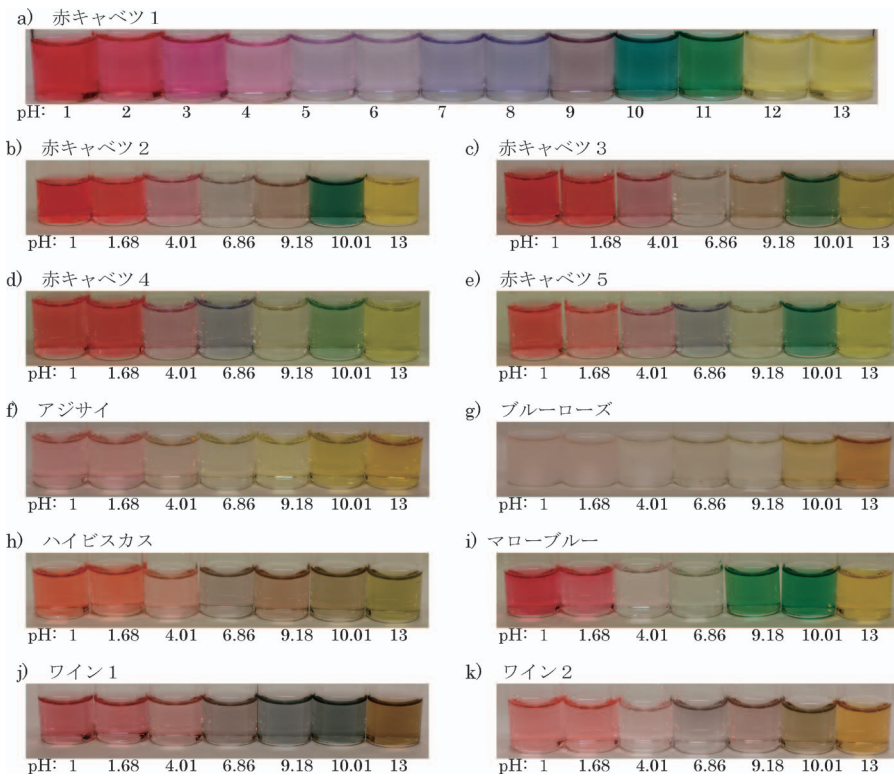 a) 赤キャベツ１
pH: 1 2 3 4 5 6 7 8 9 10 11 12 13
b) 赤キャベツ２
pH: 1 1.68 4.01 6.86 9.18 10.01 13
c) 赤キャベツ３
pH: 1 1.68 4.01 6.86 9.18 10.01 13
d) 赤キャベツ４
pH: 1 1.68 4.01 6.86 9.18 10.01 13
e) 赤キャベツ５
pH: 1 1.68 4.01 6.86 9.18 10.01 13
f) アジサイ
pH: 1 1.68 4.01 6.86 9.18 10.01 13
g) ブルーローズ
pH: 1 1.68 4.01 6.86 9.18 10.01 13
h) ハイビスカス
pH: 1 1.68 4.01 6.86 9.18 10.01 13
i) マローブルー
pH: 1 1.68 4.01 6.86 9.18 10.01 13
j) ワイン１
pH: 1 1.68 4.01 6.86 9.18 10.01 13
k) ワイン２
pH: 1 1.68 4.01 6.86 9.18 10.01 13